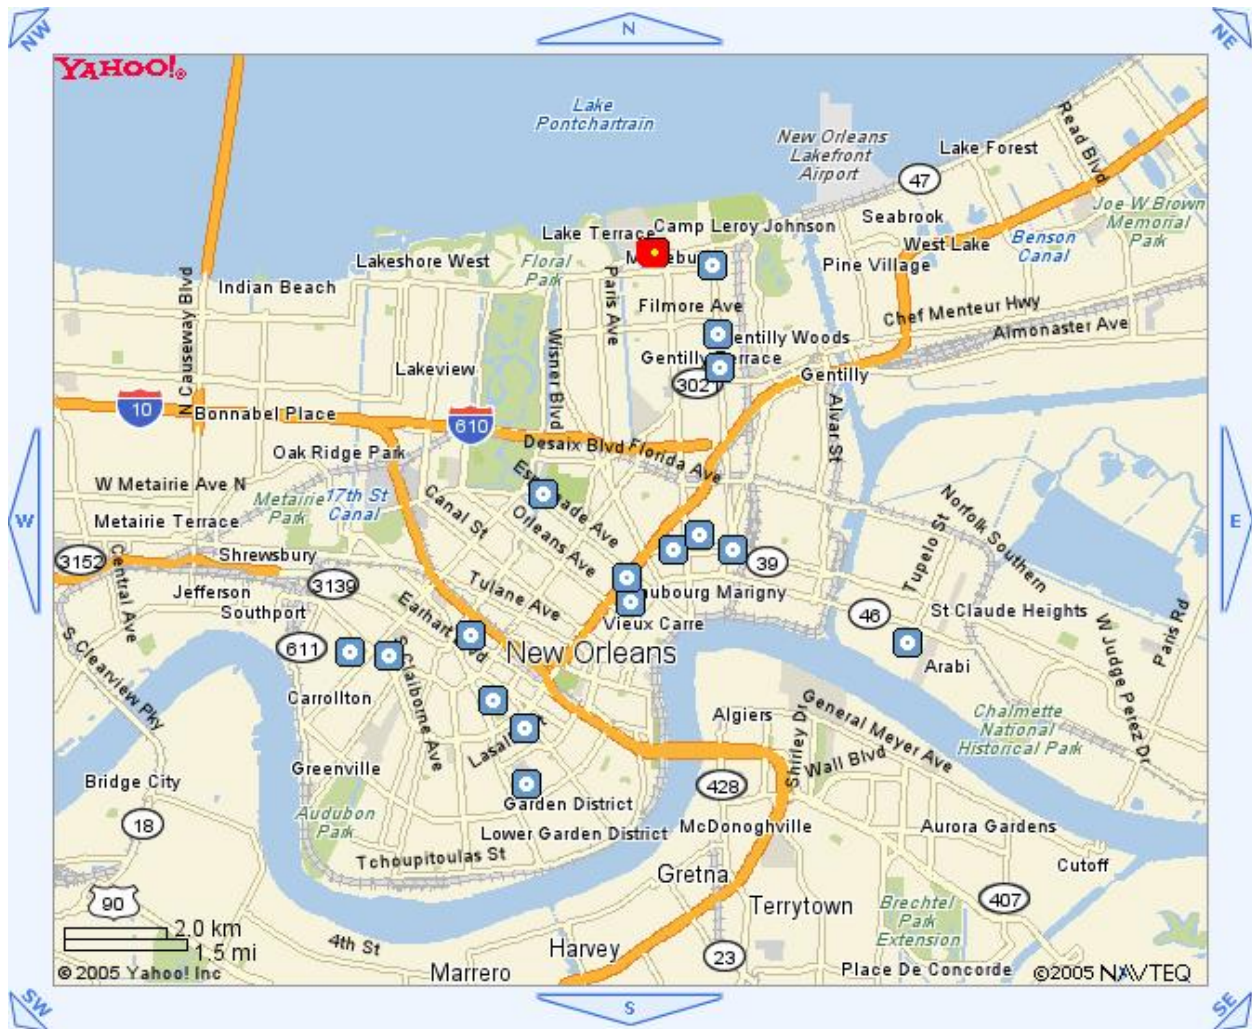 NW
N
NE
YAHOO!®
Lake
Pontchartrain
New Orleans
Lakefront
Airport
Lake Forest
Read Blvd
47
Joe W Brown
Memorial
Park
Seabrook
Lake Terrace
Camp Leroy Johnson
West Lake
Benson
Canal
Lakeshore West
Floral
Park
Pine Village
Indian Beach
Paris Ave
Filmore Ave
Chef Menteur Hwy
N Causeway Blvd
Wisner Blvd
Almonaster Ave
Lakeview
3021
Gentilly
10
Bonnabel Place
610
Alvar St
Desaix Blvd
Florida Ave
Oak Ridge Park
W Metairie Ave N
Metairie
Park
17th St
Canal
Canal St
Orleans Ave
Norfolk Southern
W
E
Metairie Terrace
3152
Shrewsbury
Central Ave
3139
39
Tupelo St
Jefferson
Southport
Tulane Ave
St Claude Heights
46
Earhart Blvd
Vieux Carre
W Judge Perez Dr
Paris Rd
S Clearview Pky
611
New Orleans
Arabi
Carrollton
S Claiborne Ave
Algiers
General Meyer Ave
Chalmette
National
Historical Park
Shirley Dr
Wall Blvd
Greenville
Bridge City
428
Garden District
Audubon
Park
18
Lower Garden District
McDonoghville
Aurora Gardens
Tchoupitoulas St
Cutoff
Gretna
90
Terrytown
Brechtel
Park
Extension
407
2.0 km
1.5 mi
4th St
Harvey
23
© 2005 Yahoo! Inc
Marrero
Place De Concorde
©2005 NAVTEQ
SW
S
SE